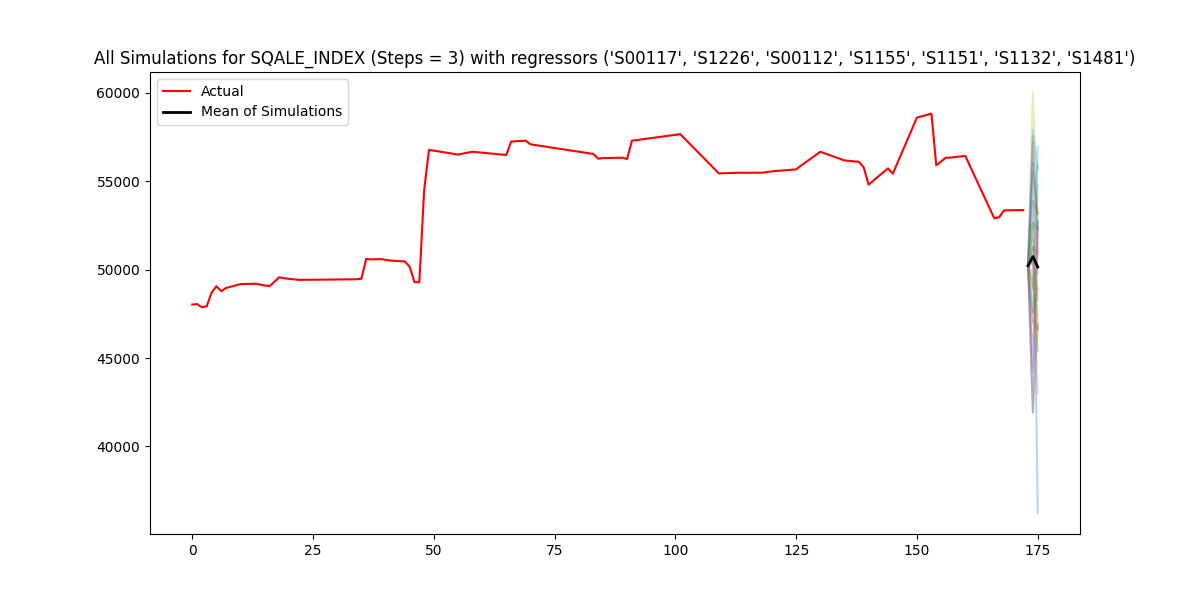 All Simulations for SQALE_INDEX (Steps = 3) with regressors ('S00117', 'S1226', 'S00112', 'S1155', 'S1151', 'S1132', 'S1481')
Actual
Mean of Simulations
60000
55000
50000
45000
40000
0 25 50 75 100 125 150 175